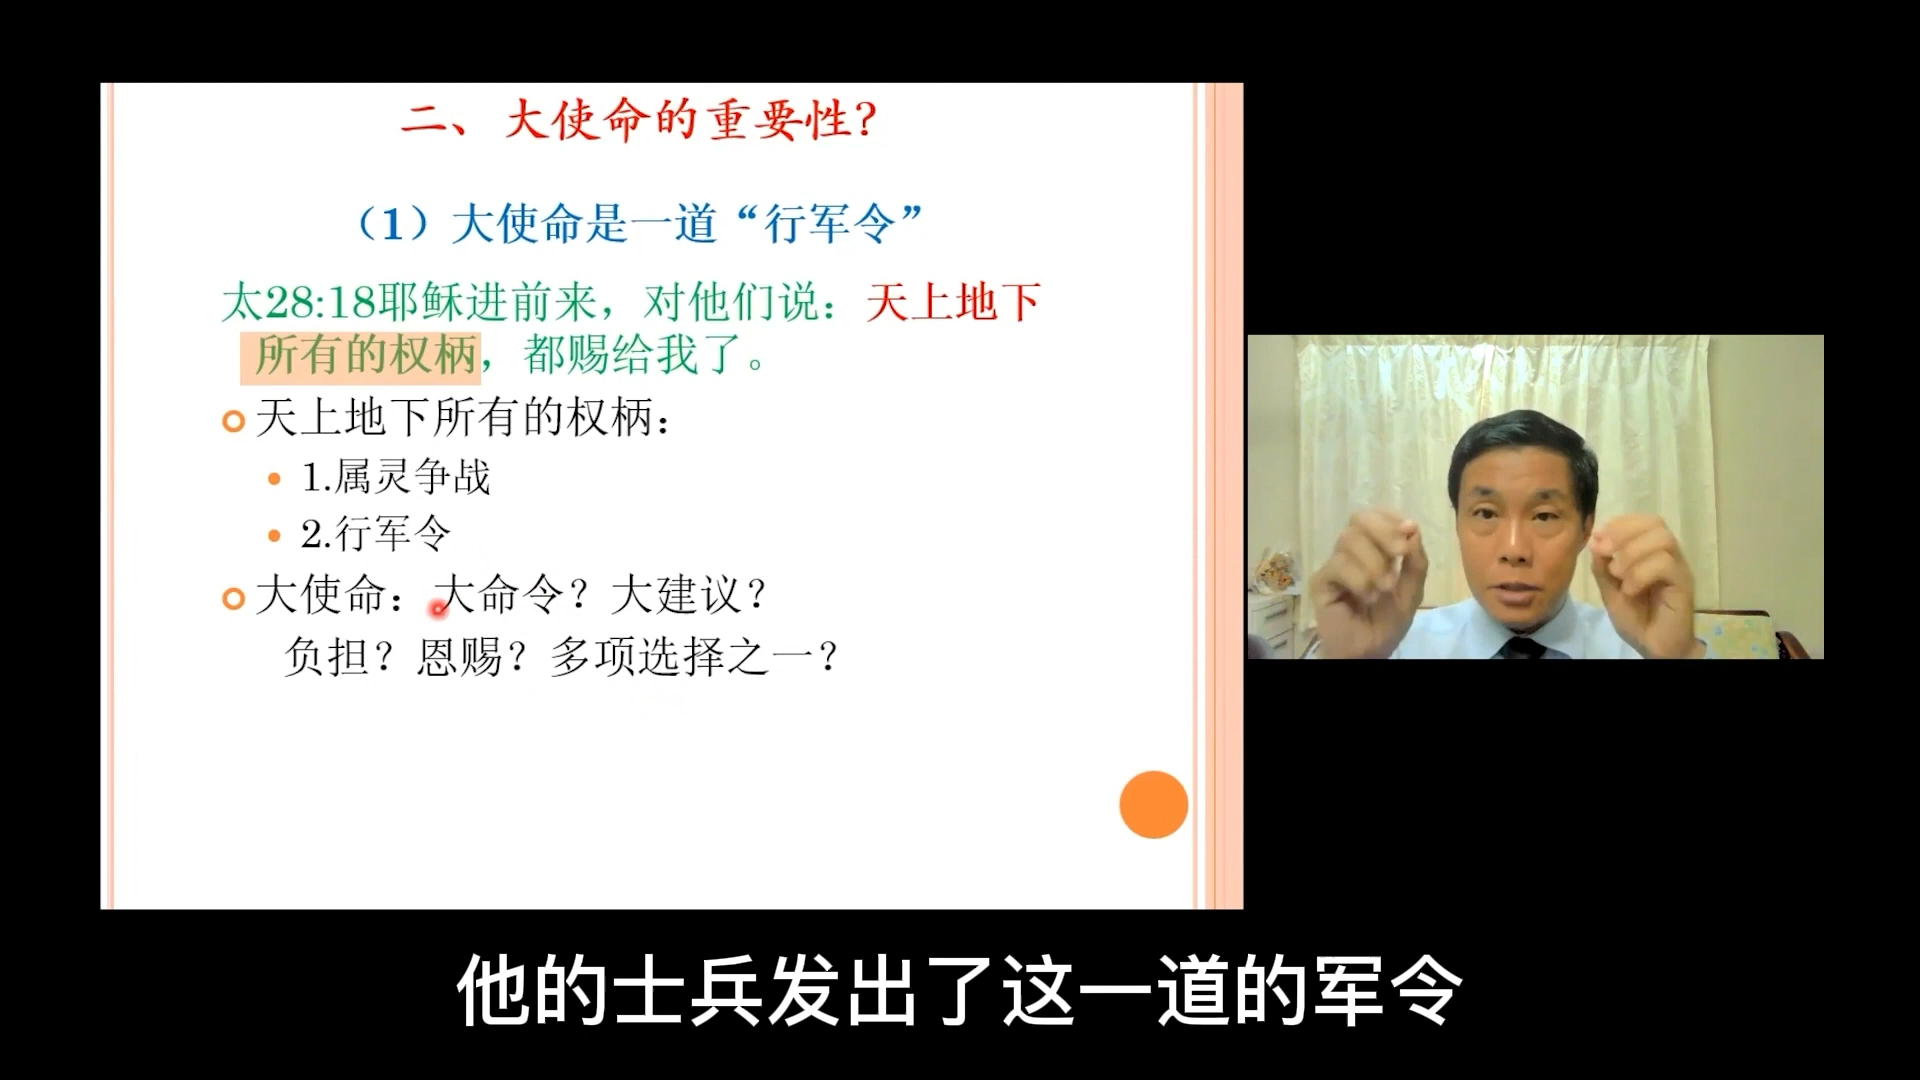 二、大使命的重要性？
（1）大使命是一道“行军令”
太28:18耶稣进前来，对他们说：天上地下
所有的权柄，都赐给我了。
天上地下所有的权柄：
1.属灵争战
2.行军令
大使命：大命令？大建议？
负担？恩赐？多项选择之一？
他的士兵发出了这一道的军令